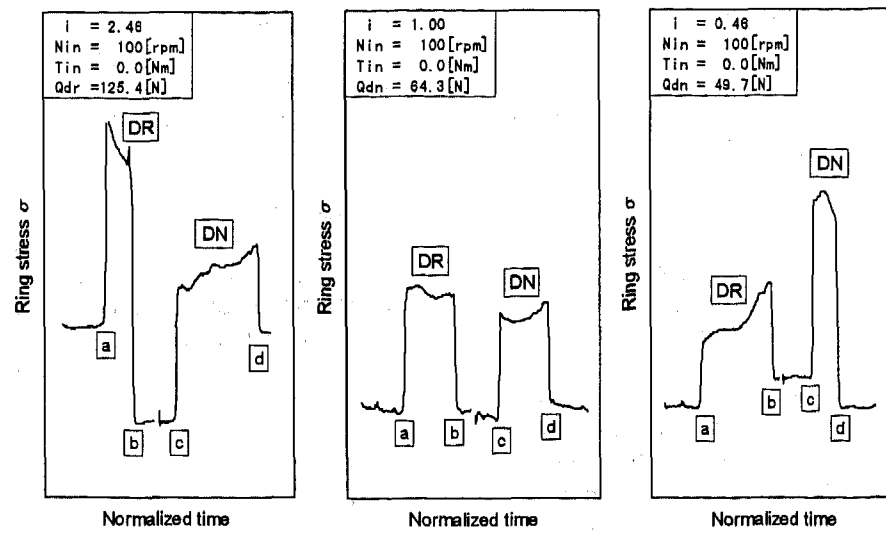 i = 2.46
Nin = 100[rpm]
Tin = 0.0[Nm]
Qdr =125.4[N]
DR
DN
a
b
c
d
Ring stress σ
Normalized time
i = 1.00
Nin = 100[rpm]
Tin = 0.0[Nm]
Qdn = 64.3[N]
DR
DN
a
b
c
d
Ring stress σ
Normalized time
i = 0.46
Nin = 100[rpm]
Tin = 0.0[Nm]
Qdn = 49.7[N]
DN
DR
a
b
c
d
Ring stress σ
Normalized time